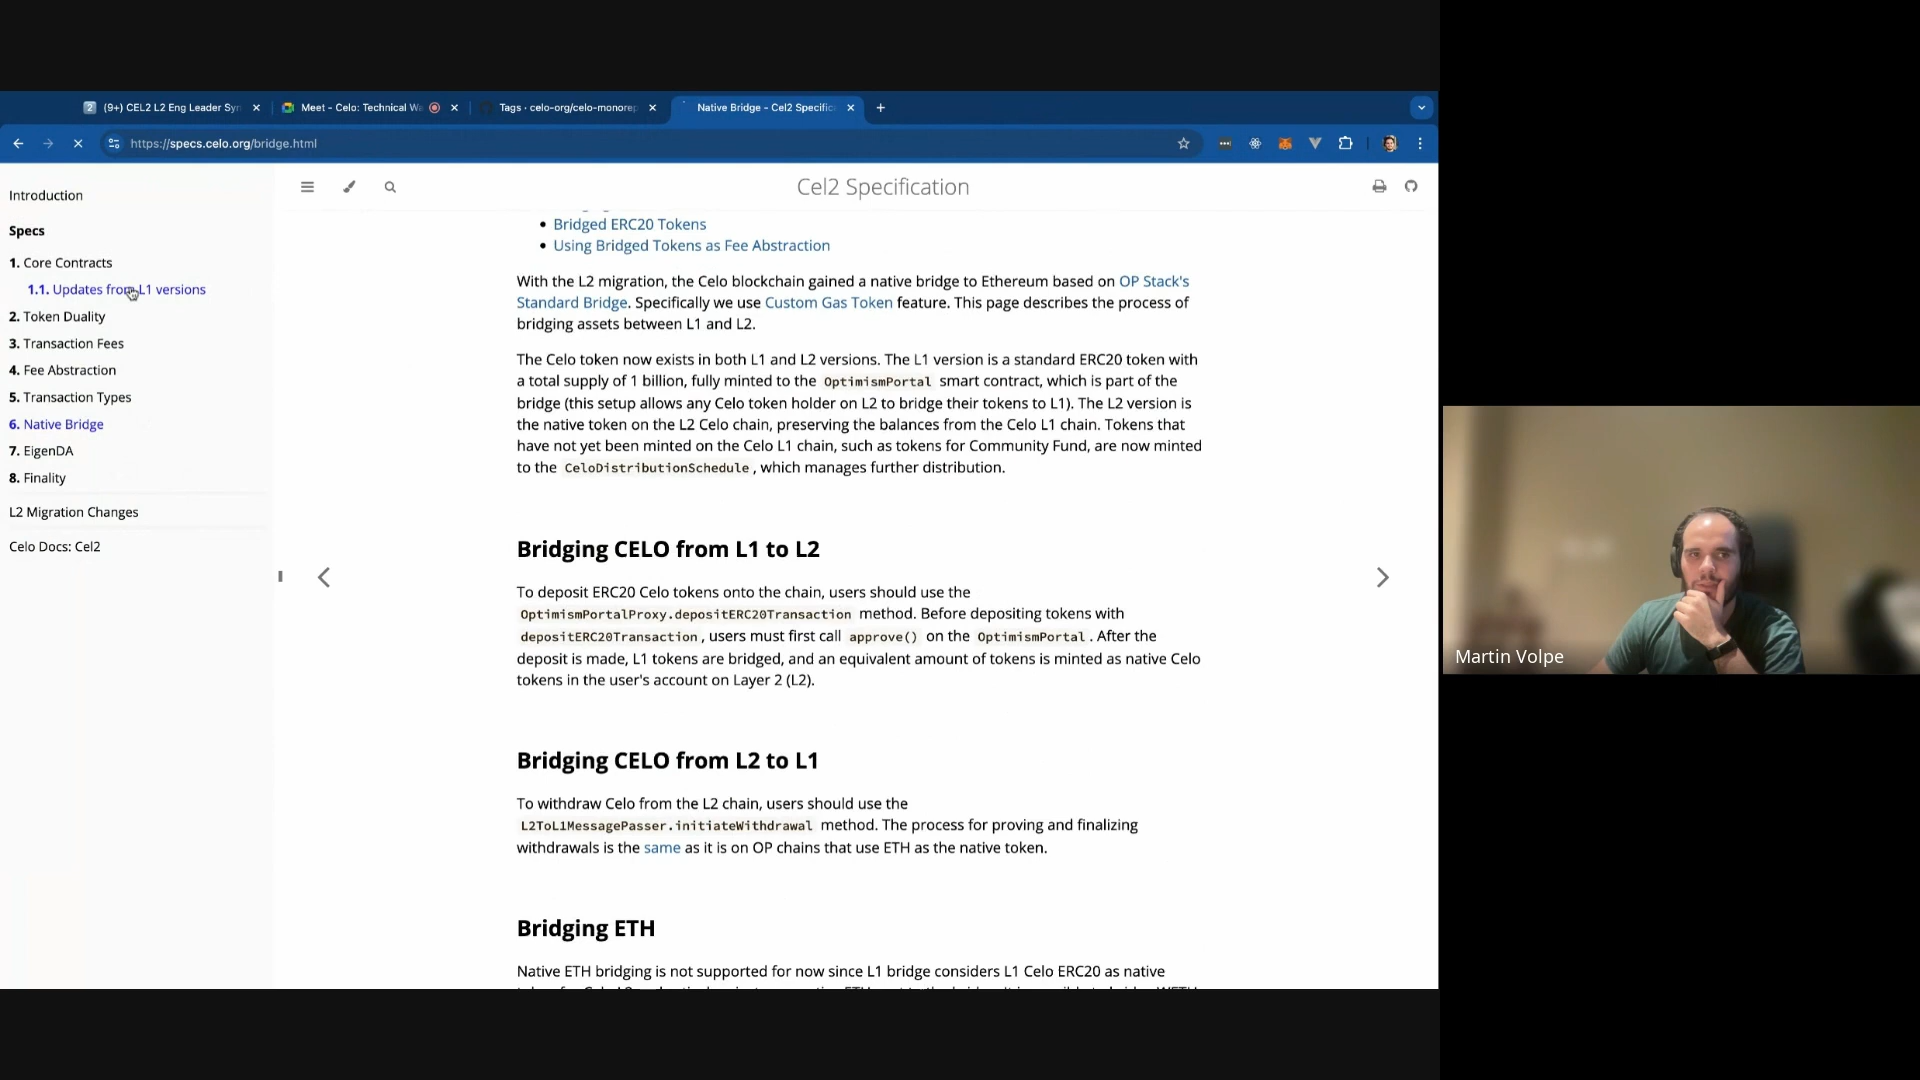 (9+) CEL2 L2 Eng Leader Syn
Meet - Celo: Technical Wa
Tags · celo-org/celo-monorep
Native Bridge - Cel2 Specific
https://specs.celo.org/bridge.html
Introduction
Specs
1. Core Contracts
1.1. Updates from L1 versions
2. Token Duality
3. Transaction Fees
4. Fee Abstraction
5. Transaction Types
6. Native Bridge
7. EigenDA
8. Finality
L2 Migration Changes
Celo Docs: Cel2
Cel2 Specification
• Bridged ERC20 Tokens
• Using Bridged Tokens as Fee Abstraction
With the L2 migration, the Celo blockchain gained a native bridge to Ethereum based on OP Stack's
Standard Bridge. Specifically we use Custom Gas Token feature. This page describes the process of
bridging assets between L1 and L2.
The Celo token now exists in both L1 and L2 versions. The L1 version is a standard ERC20 token with
a total supply of 1 billion, fully minted to the OptimismPortal smart contract, which is part of the
bridge (this setup allows any Celo token holder on L2 to bridge their tokens to L1). The L2 version is
the native token on the L2 Celo chain, preserving the balances from the Celo L1 chain. Tokens that
have not yet been minted on the Celo L1 chain, such as tokens for Community Fund, are now minted
to the CeloDistributionSchedule, which manages further distribution.
Bridging CELO from L1 to L2
To deposit ERC20 Celo tokens onto the chain, users should use the
OptimismPortalProxy.depositERC20Transaction method. Before depositing tokens with
depositERC20Transaction, users must first call approve() on the OptimismPortal. After the
deposit is made, L1 tokens are bridged, and an equivalent amount of tokens is minted as native Celo
tokens in the user's account on Layer 2 (L2).
Bridging CELO from L2 to L1
To withdraw Celo from the L2 chain, users should use the
L2ToL1MessagePasser.initiateWithdrawal method. The process for proving and finalizing
withdrawals is the same as it is on OP chains that use ETH as the native token.
Bridging ETH
Native ETH bridging is not supported for now since L1 bridge considers L1 Celo ERC20 as native
Martin Volpe